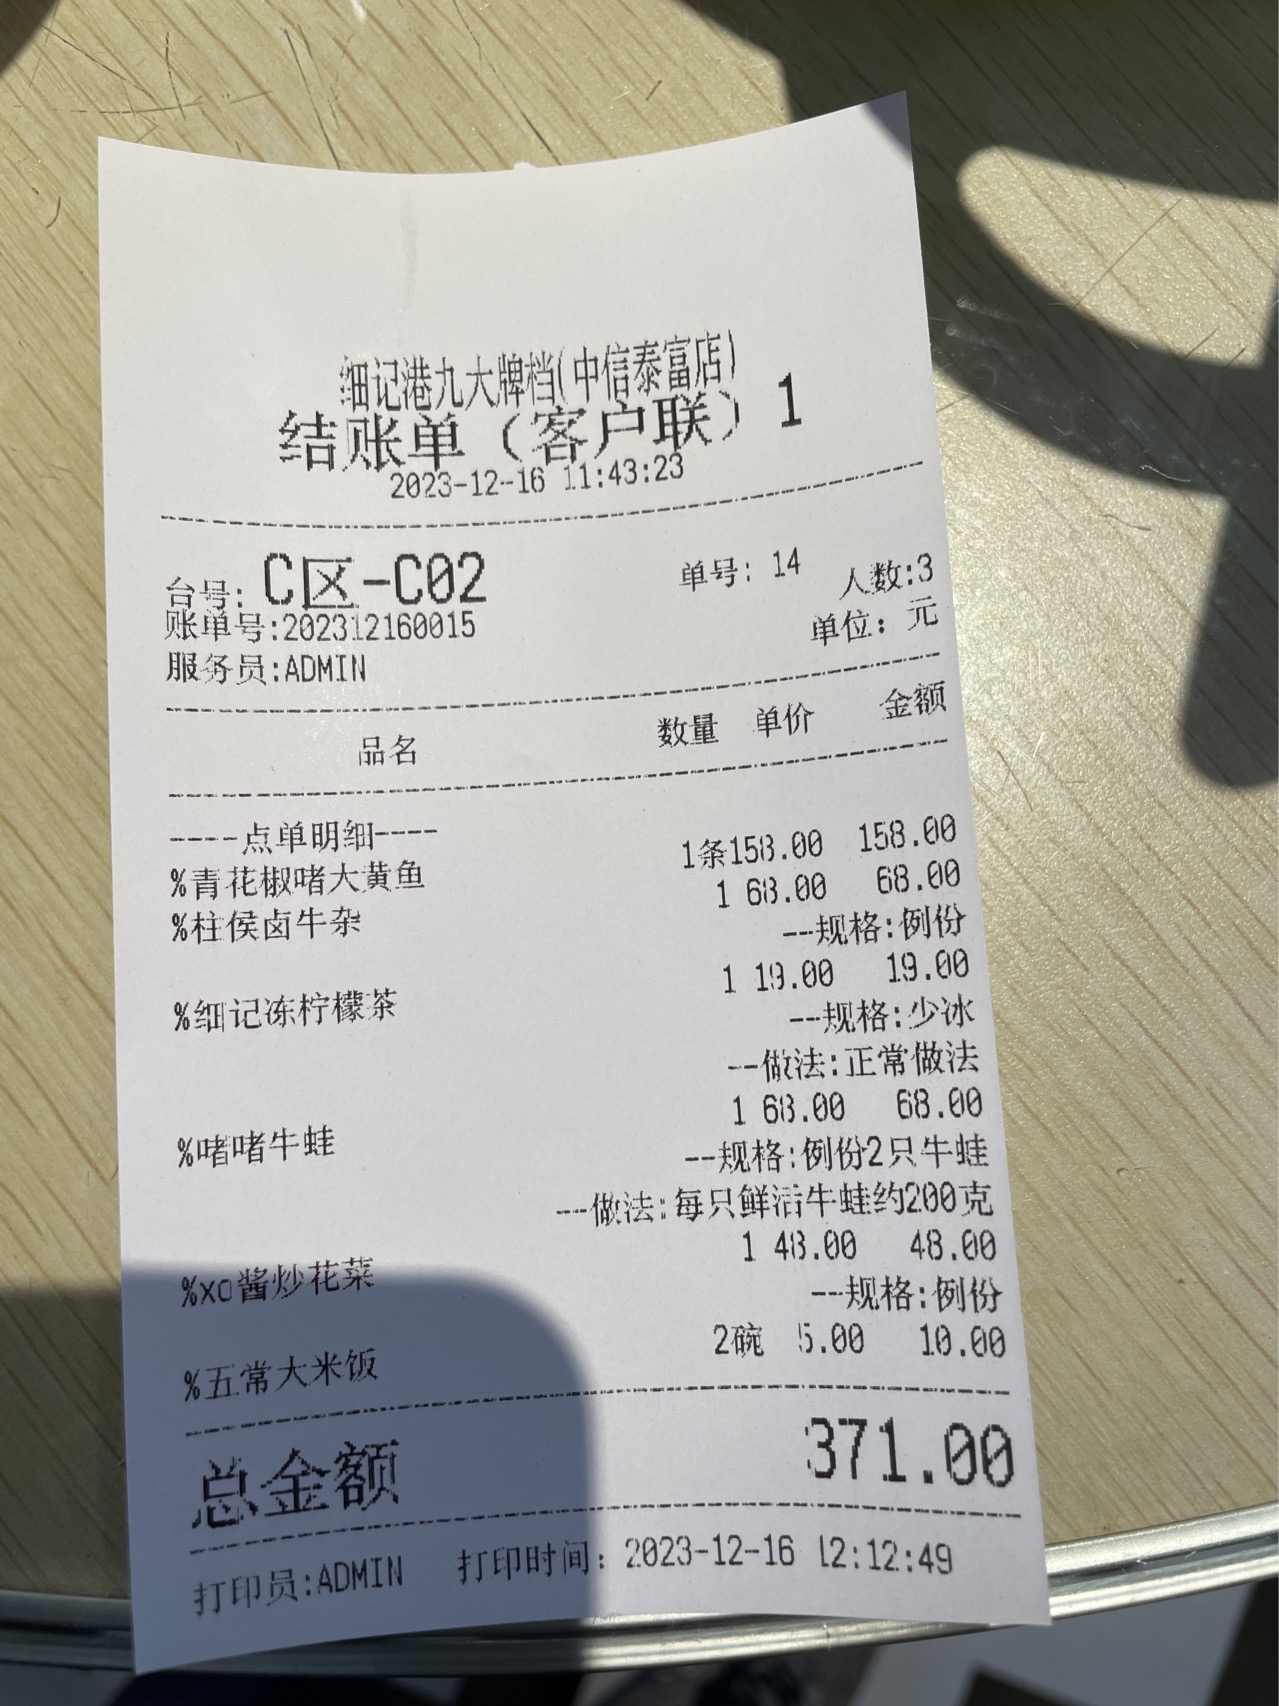 细记港九大牌档(中信泰富店)
结账单（客户联）1
2023-12-16 11:43:23
台号: C区-C02 单号: 14 人数:3
账单号:202312160015 单位: 元
服务员:ADMIN
品名 数量 单价 金额
----点单明细----
%青花椒啫大黄鱼 1条158.00 158.00
%柱侯卤牛杂 1 68.00 68.00
--规格:例份
%细记冻柠檬茶 1 19.00 19.00
--规格:少冰
--做法:正常做法
%啫啫牛蛙 1 68.00 68.00
--规格:例份2只牛蛙
---做法:每只鲜活牛蛙约200克
%xo酱炒花菜 1 48.00 48.00
--规格:例份
%五常大米饭 2碗 5.00 10.00
总金额 371.00
打印员:ADMIN 打印时间: 2023-12-16 12:12:49